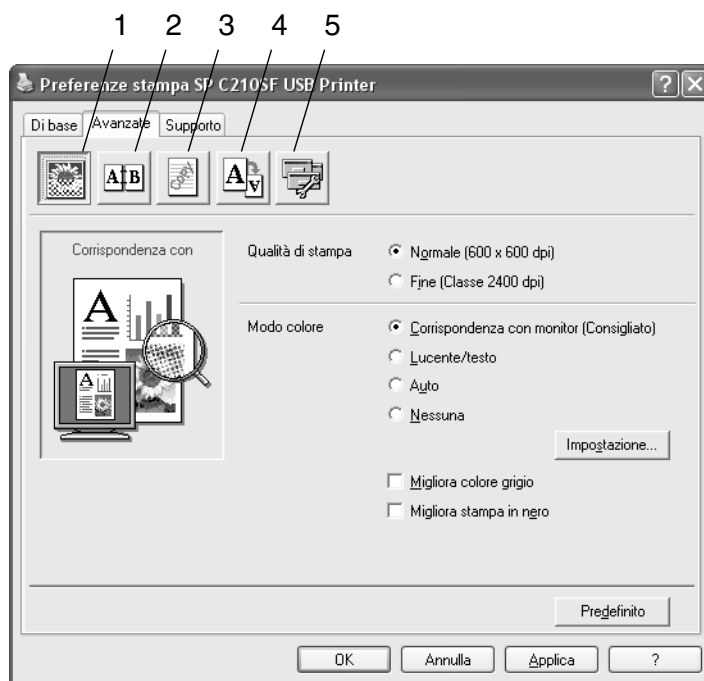 1 2 3 4 5
Preferenze stampa SP C210SF USB Printer
Di base Avanzate Supporto
A B Copy A A
Corrispondenza con
Qualità di stampa Normale (600 x 600 dpi)
Fine (Classe 2400 dpi)
Modo colore Corrispondenza con monitor (Consigliato)
Lucente/testo
Auto
Nessuna
Impostazione...
Migliora colore grigio
Migliora stampa in nero
A
A
Predefinito
OK Annulla Applica ?